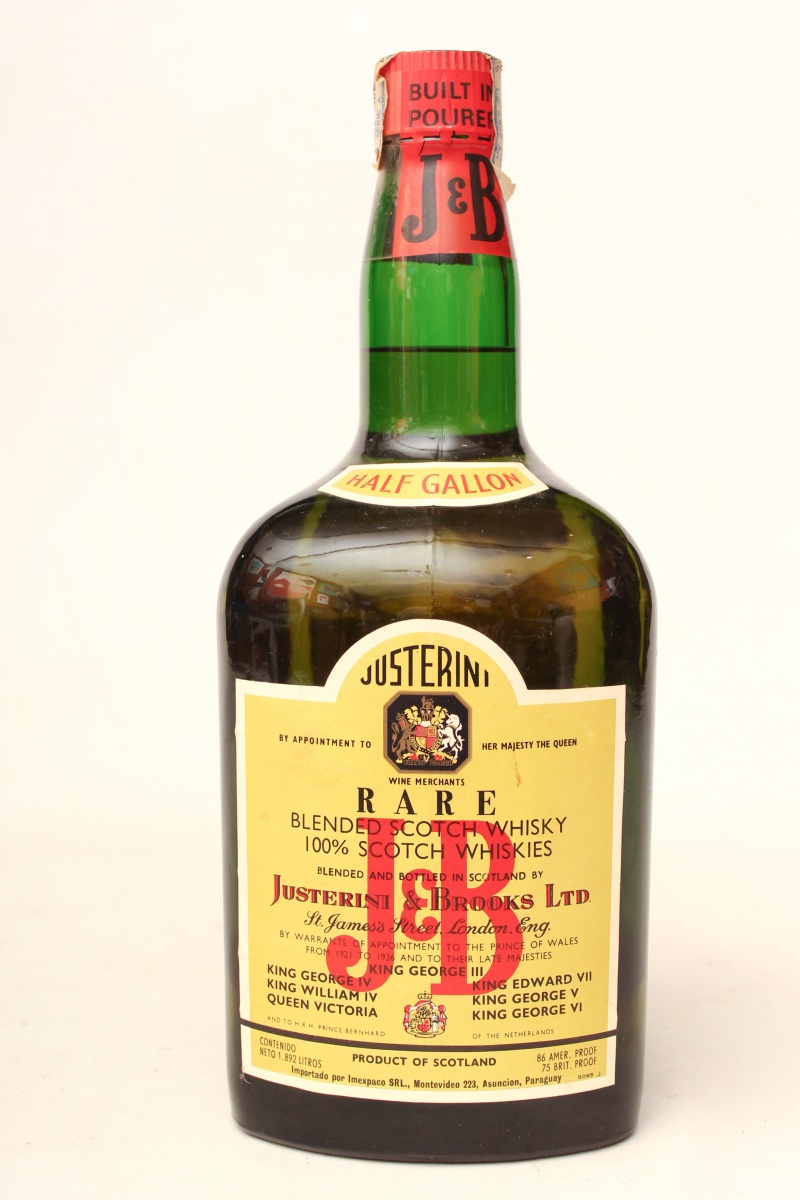 BUILT IN
POURER
J&B
HALF GALLON
JUSTERINI
BY APPOINTMENT TO HER MAJESTY THE QUEEN
WINE MERCHANTS
RARE
BLENDED SCOTCH WHISKY
100% SCOTCH WHISKIES
J&B
BLENDED AND BOTTLED IN SCOTLAND BY
JUSTERINI & BROOKS LTD.
St. James's Street, London, Eng.
BY WARRANTS OF APPOINTMENT TO THE PRINCE OF WALES
FROM 1921 TO 1936 AND TO THEIR LATE MAJESTIES
KING GEORGE III
KING GEORGE IV KING EDWARD VII
KING WILLIAM IV KING GEORGE V
QUEEN VICTORIA KING GEORGE VI
AND TO H.R.H. PRINCE BERNHARD OF THE NETHERLANDS
CONTENIDO
NETO 1.892 LITROS
PRODUCT OF SCOTLAND
86 AMER. PROOF
75 BRIT. PROOF
Importado por Imexpaco SRL., Montevideo 223, Asuncion, Paraguay